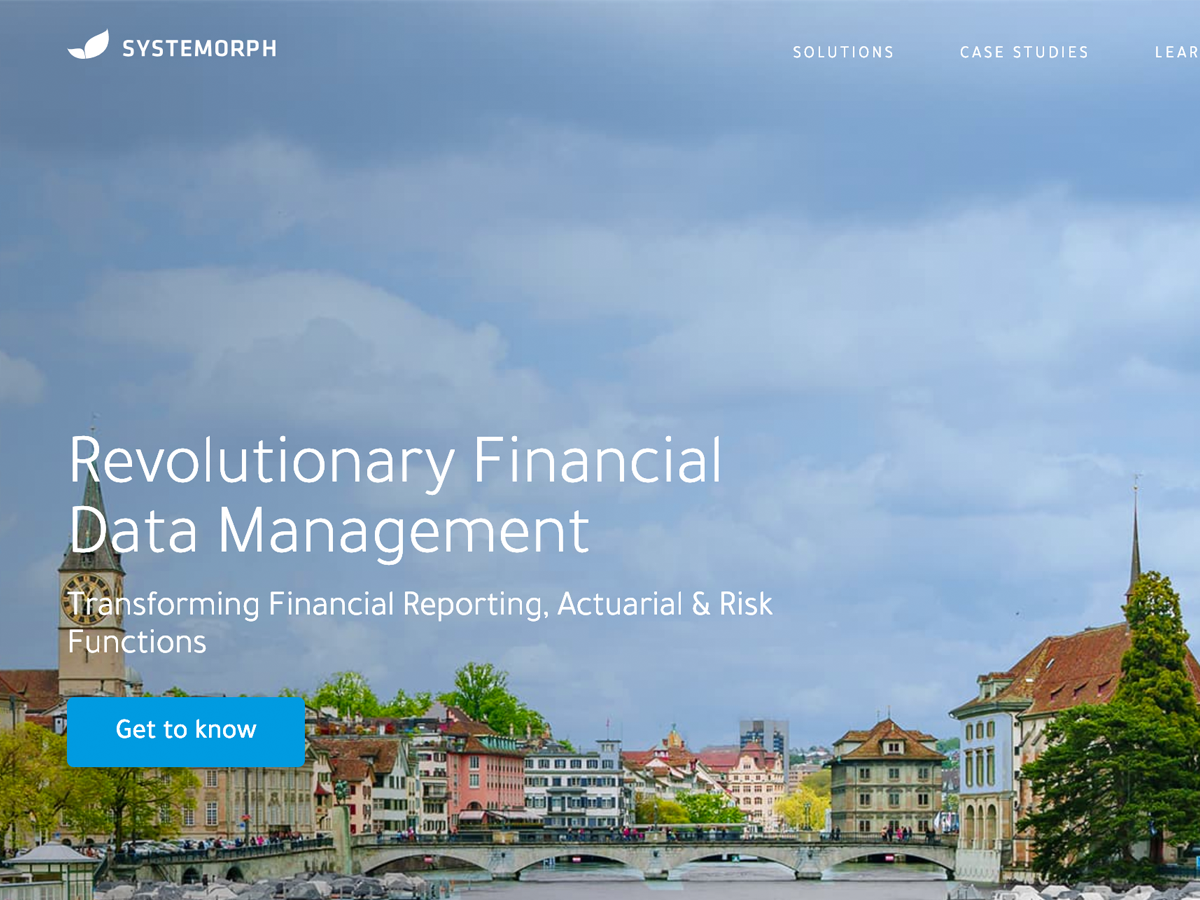 SYSTEMORPH
SOLUTIONS
CASE STUDIES
LEAR
Revolutionary Financial
Data Management
Transforming Financial Reporting, Actuarial & Risk
Functions
Get to know